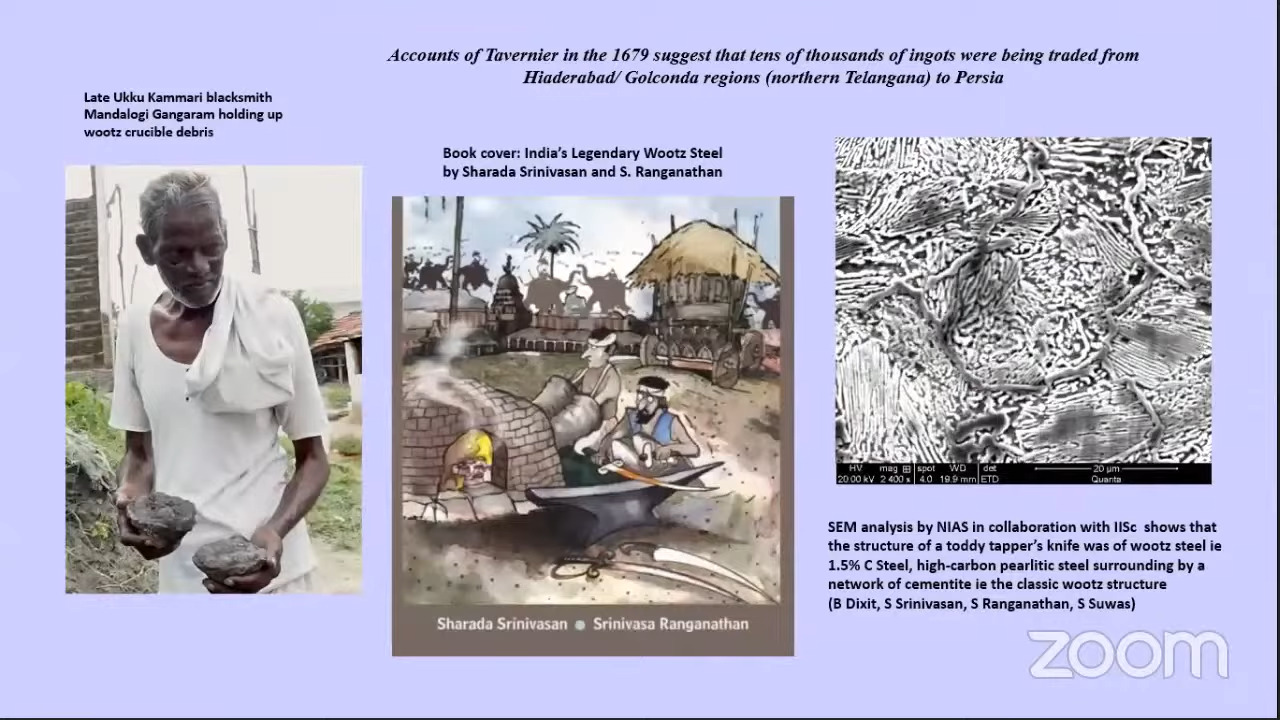 Accounts of Tavernier in the 1679 suggest that tens of thousands of ingots were being traded from
Hiaderabad/ Golconda regions (northern Telangana) to Persia
Late Ukku Kammari blacksmith
Mandalogi Gangaram holding up
wootz crucible debris
Book cover: India's Legendary Wootz Steel
by Sharada Srinivasan and S. Ranganathan
Sharada Srinivasan ● Srinivasa Ranganathan
HV mag ⊞ spot WD det 20 µm
20.00 kV 2 400 x 4.0 19.9 mm ETD Quanta
SEM analysis by NIAS in collaboration with IISc shows that
the structure of a toddy tapper's knife was of wootz steel ie
1.5% C Steel, high-carbon pearlitic steel surrounding by a
network of cementite ie the classic wootz structure
(B Dixit, S Srinivasan, S Ranganathan, S Suwas)
zoom